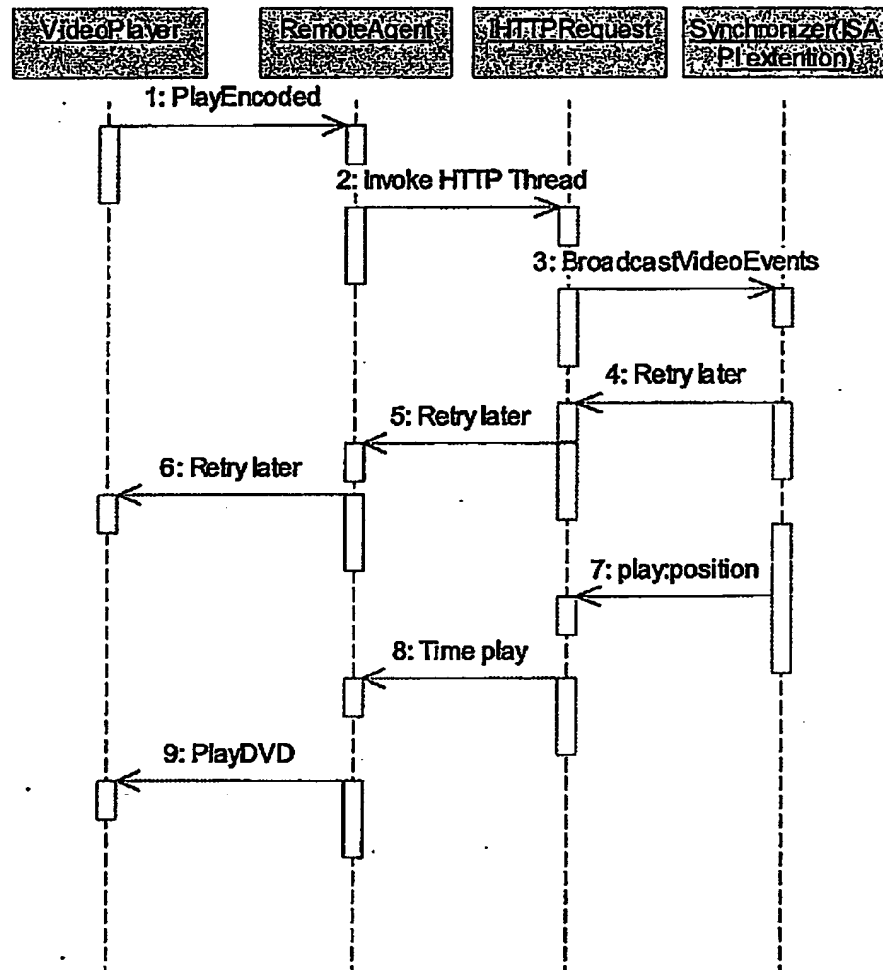 VideoPlayer
RemoteAgent
IHTTPRequest
Synchronizer(ISA
PI extention)
1: PlayEncoded
2: Invoke HTTP Thread
3: BroadcastVideoEvents
4: Retry later
5: Retry later
6: Retry later
7: play:position
8: Time play
9: PlayDVD